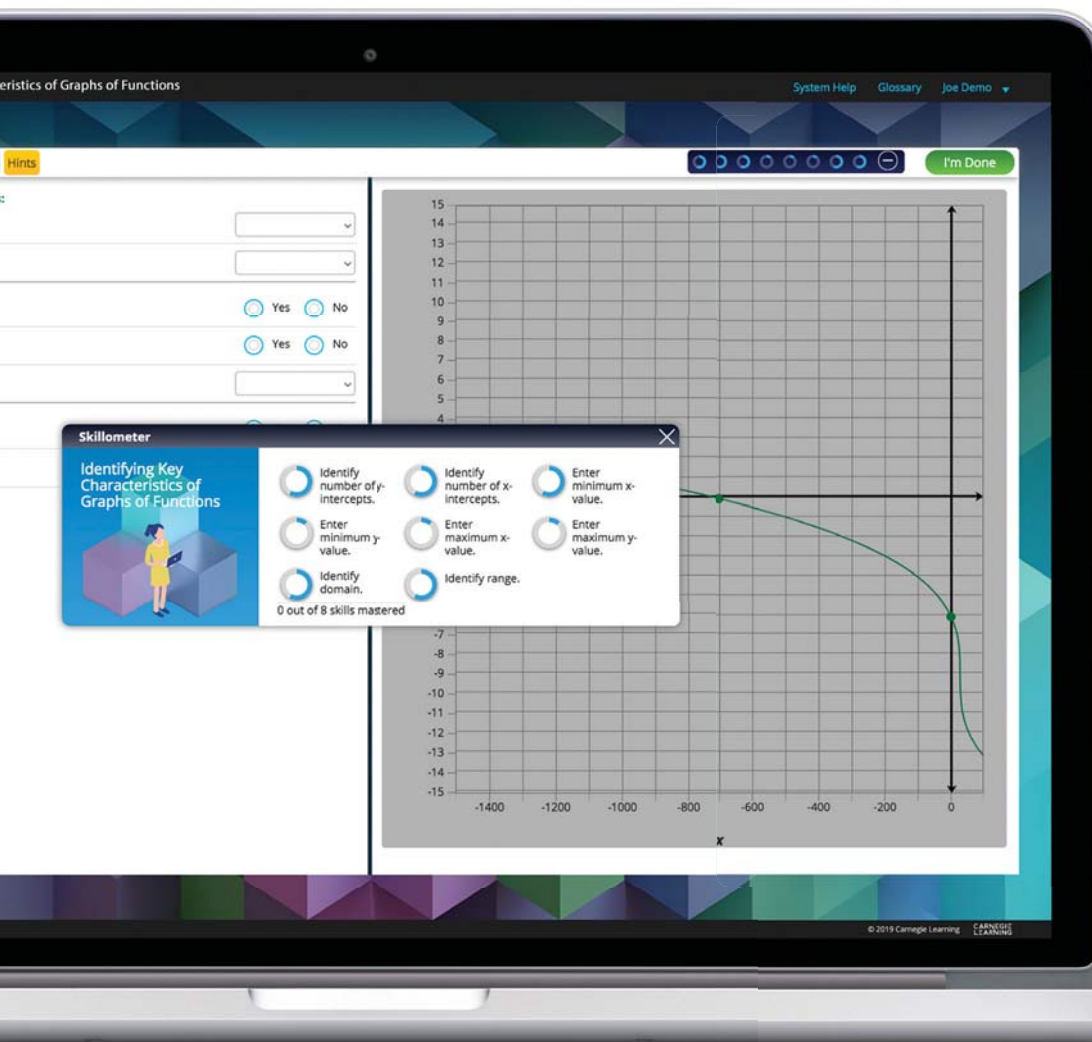 eristics of Graphs of Functions
System Help Glossary Joe Demo
Hints
I'm Done
s:
Yes No
Yes No
15
14
13
12
11
10
9
8
7
6
5
4
Skillometer
Identifying Key
Characteristics of
Graphs of Functions
Identify
number of y-
intercepts.
Identify
number of x-
intercepts.
Enter
minimum x-
value.
Enter
minimum y-
value.
Enter
maximum x-
value.
Enter
maximum y-
value.
Identify
domain.
Identify range.
0 out of 8 skills mastered
-7
-8
-9
-10
-11
-12
-13
-14
-15
-1400 -1200 -1000 -800 -600 -400 -200 0
x
© 2019 Carnegie Learning CARNEGIE
LEARNING